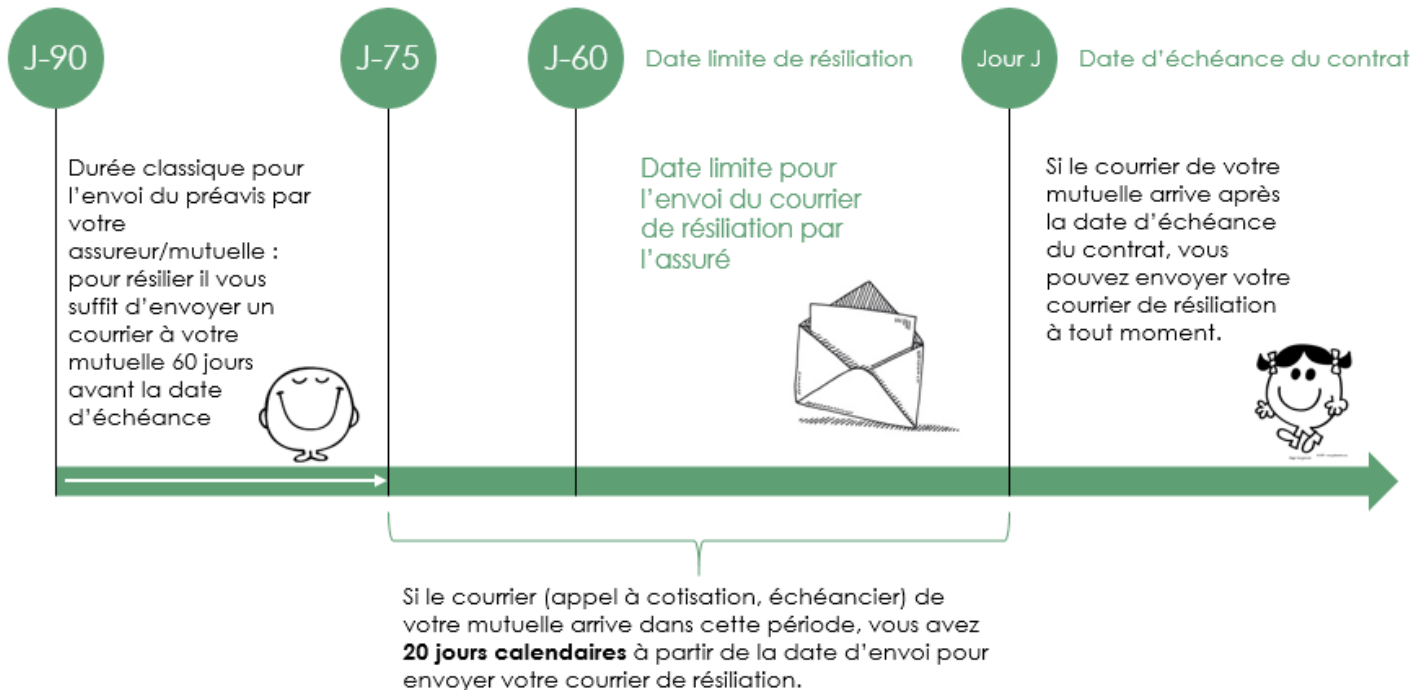 J-90
J-75
J-60
Date limite de résiliation
Jour J
Date d'échéance du contrat
Durée classique pour
l'envoi du préavis par
votre
assureur/mutuelle :
pour résilier il vous
suffit d'envoyer un
courrier à votre
mutuelle 60 jours
avant la date
d'échéance
Date limite pour
l'envoi du courrier
de résiliation par
l'assuré
Si le courrier de votre
mutuelle arrive après
la date d'échéance
du contrat, vous
pouvez envoyer votre
courrier de résiliation
à tout moment.
Si le courrier (appel à cotisation, échéancier) de
votre mutuelle arrive dans cette période, vous avez
20 jours calendaires à partir de la date d'envoi pour
envoyer votre courrier de résiliation.